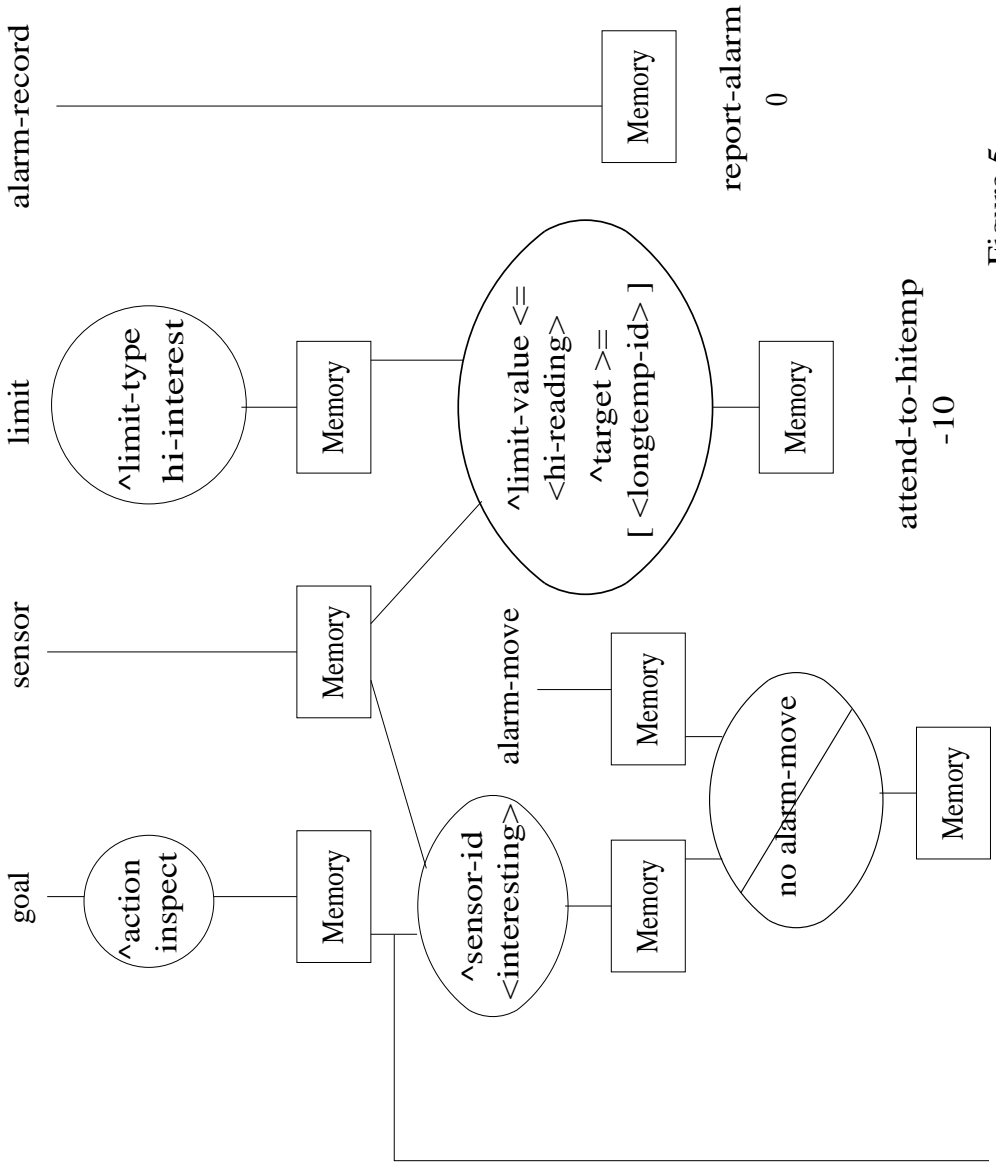 goal
sensor
limit
alarm-record
^action
inspect
^limit-type
hi-interest
Memory
Memory
Memory
Memory
^sensor-id
<interesting>
alarm-move
^limit-value <=
<hi-reading>
^target >=
[ <longtemp-id> ]
report-alarm
0
Memory
Memory
Memory
no alarm-move
attend-to-hitemp
-10
Memory